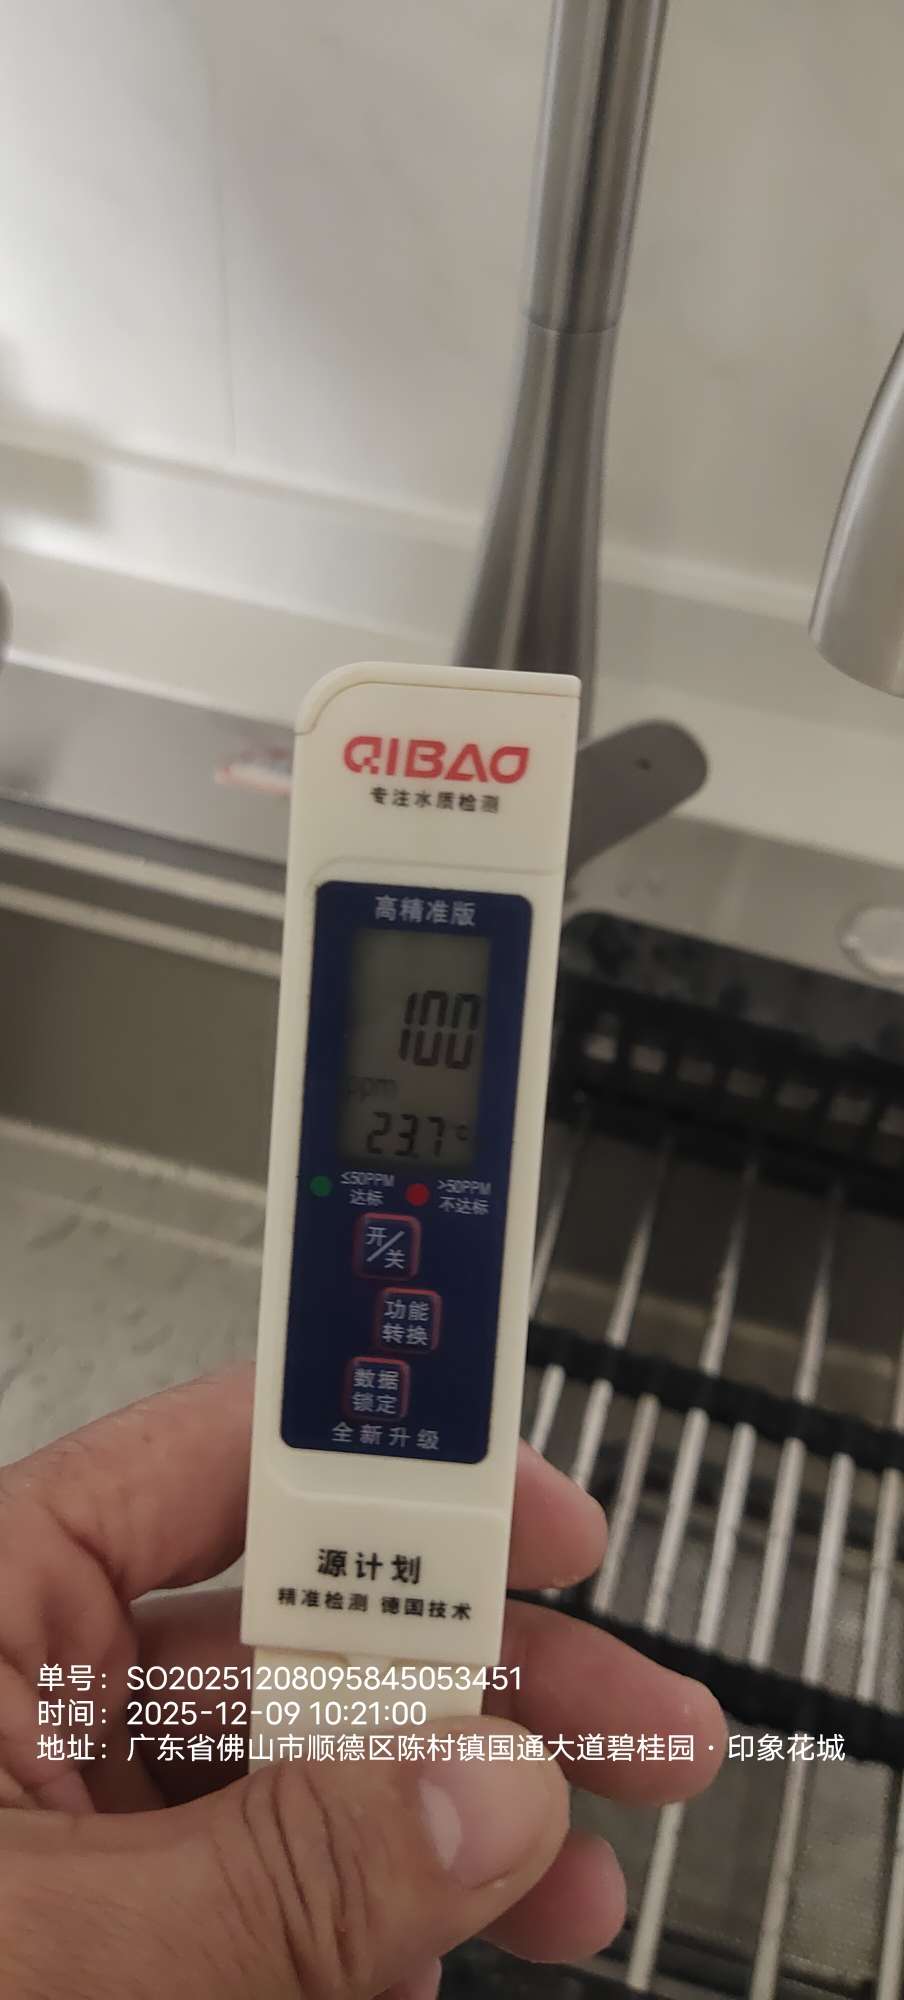 QIBAO
专注水质检测
高精准版
100
ppm
23.7°
≤50PPM
达标
>50PPM
不达标
开/关
功能
转换
数据
锁定
全新升级
源计划
精准检测 德国技术
单号：SO20251208095845053451
时间：2025-12-09 10:21:00
地址：广东省佛山市顺德区陈村镇国通大道碧桂园·印象花城